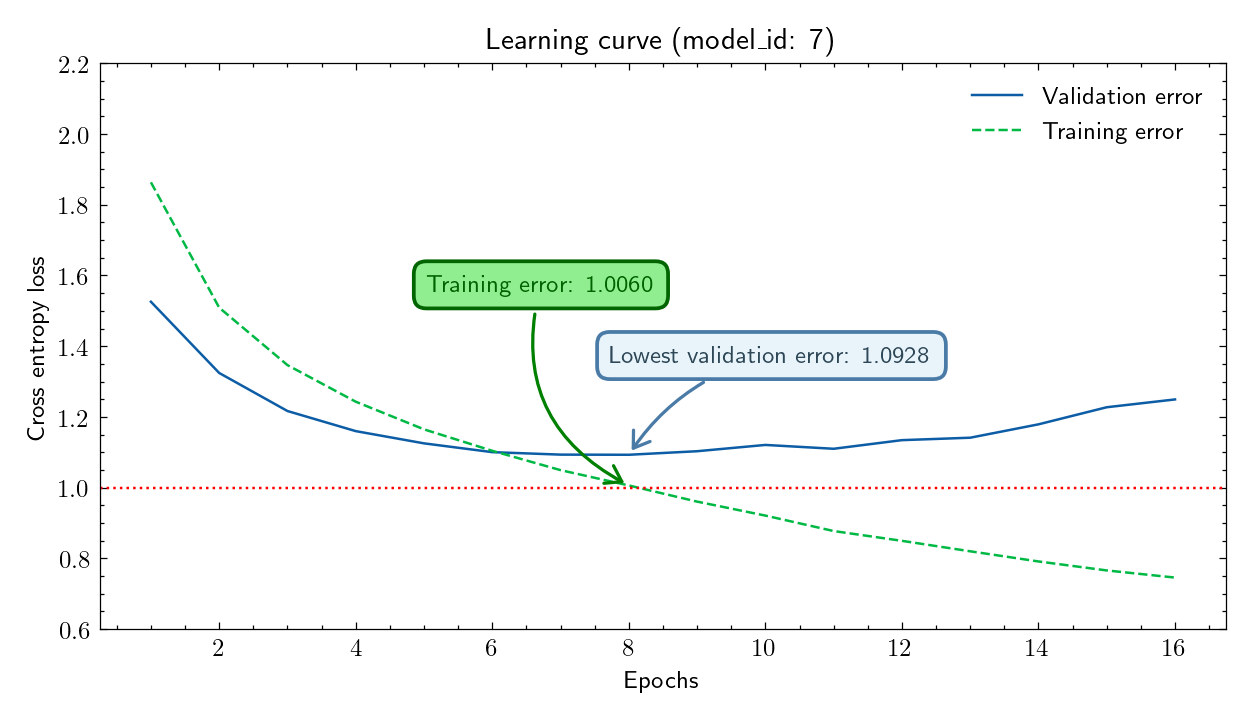 Learning curve (model_id: 7)
2.2
2.0
1.8
1.6
1.4
1.2
1.0
0.8
0.6
Cross entropy loss
Validation error
Training error
Training error: 1.0060
Lowest validation error: 1.0928
2 4 6 8 10 12 14 16
Epochs